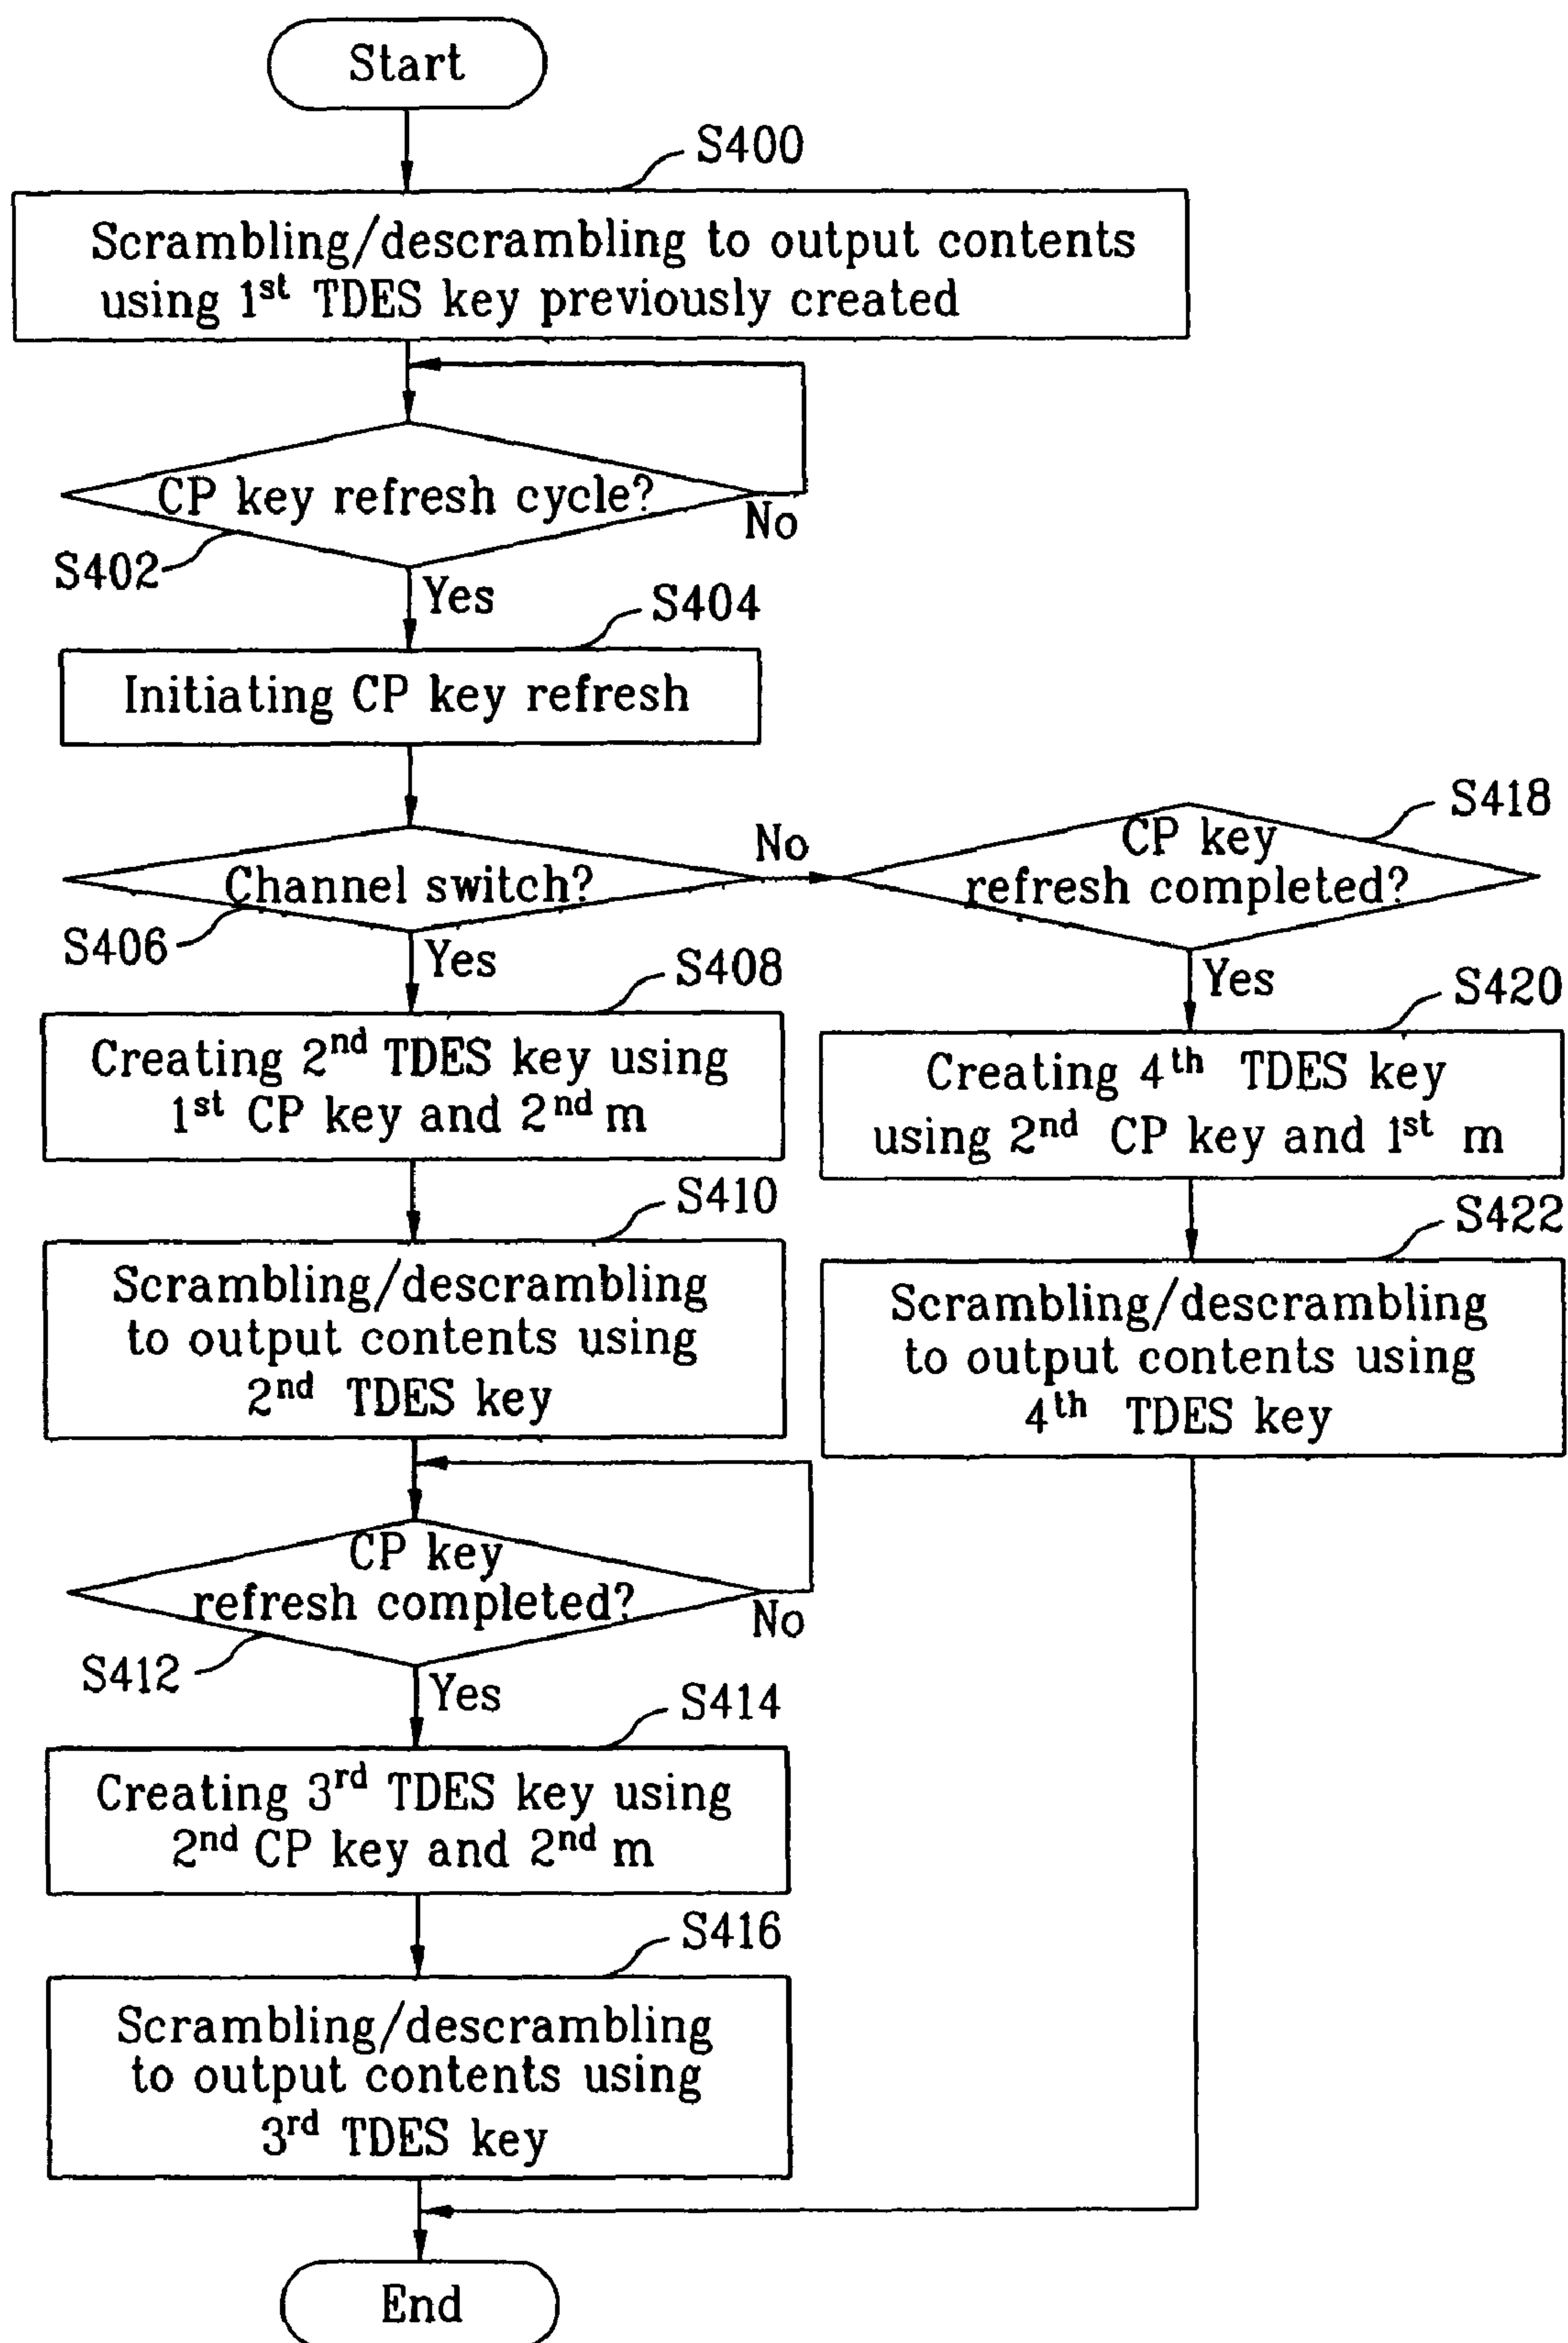 Start
S400
Scrambling/descrambling to output contents
using 1st TDES key previously created
CP key refresh cycle?
No
S402
Yes
S404
Initiating CP key refresh
Channel switch?
No
S406
Yes
S418
CP key
refresh completed?
Yes
S408
Creating 2nd TDES key using
1st CP key and 2nd m
S420
Creating 4th TDES key
using 2nd CP key and 1st m
S410
Scrambling/descrambling
to output contents using
2nd TDES key
S422
Scrambling/descrambling
to output contents using
4th TDES key
CP key
refresh completed?
No
S412
Yes
S414
Creating 3rd TDES key using
2nd CP key and 2nd m
S416
Scrambling/descrambling
to output contents using
3rd TDES key
End